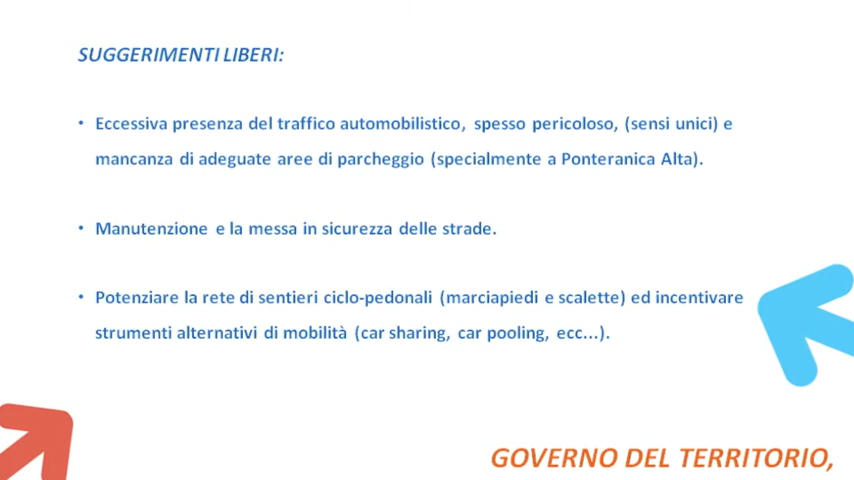 SUGGERIMENTI LIBERI:
• Eccessiva presenza del traffico automobilistico, spesso pericoloso, (sensi unici) e
mancanza di adeguate aree di parcheggio (specialmente a Ponteranica Alta).
• Manutenzione e la messa in sicurezza delle strade.
• Potenziare la rete di sentieri ciclo-pedonali (marciapiedi e scalette) ed incentivare
strumenti alternativi di mobilità (car sharing, car pooling, ecc...).
GOVERNO DEL TERRITORIO,